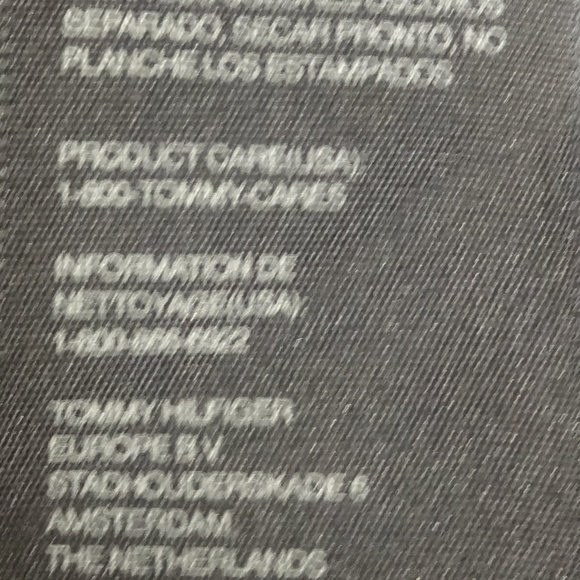 SEPARADO, SECAR PRONTO, NO
PLANCHE LOS ESTAMPADOS
PRODUCT CARE(USA):
1-800-TOMMY-CARES
INFORMATION DE
NETTOYAGE(USA):
TOMMY HILFIGER
EUROPE B V
STADHOUDERSKADE 6
AMSTERDAM
THE NETHERLANDS